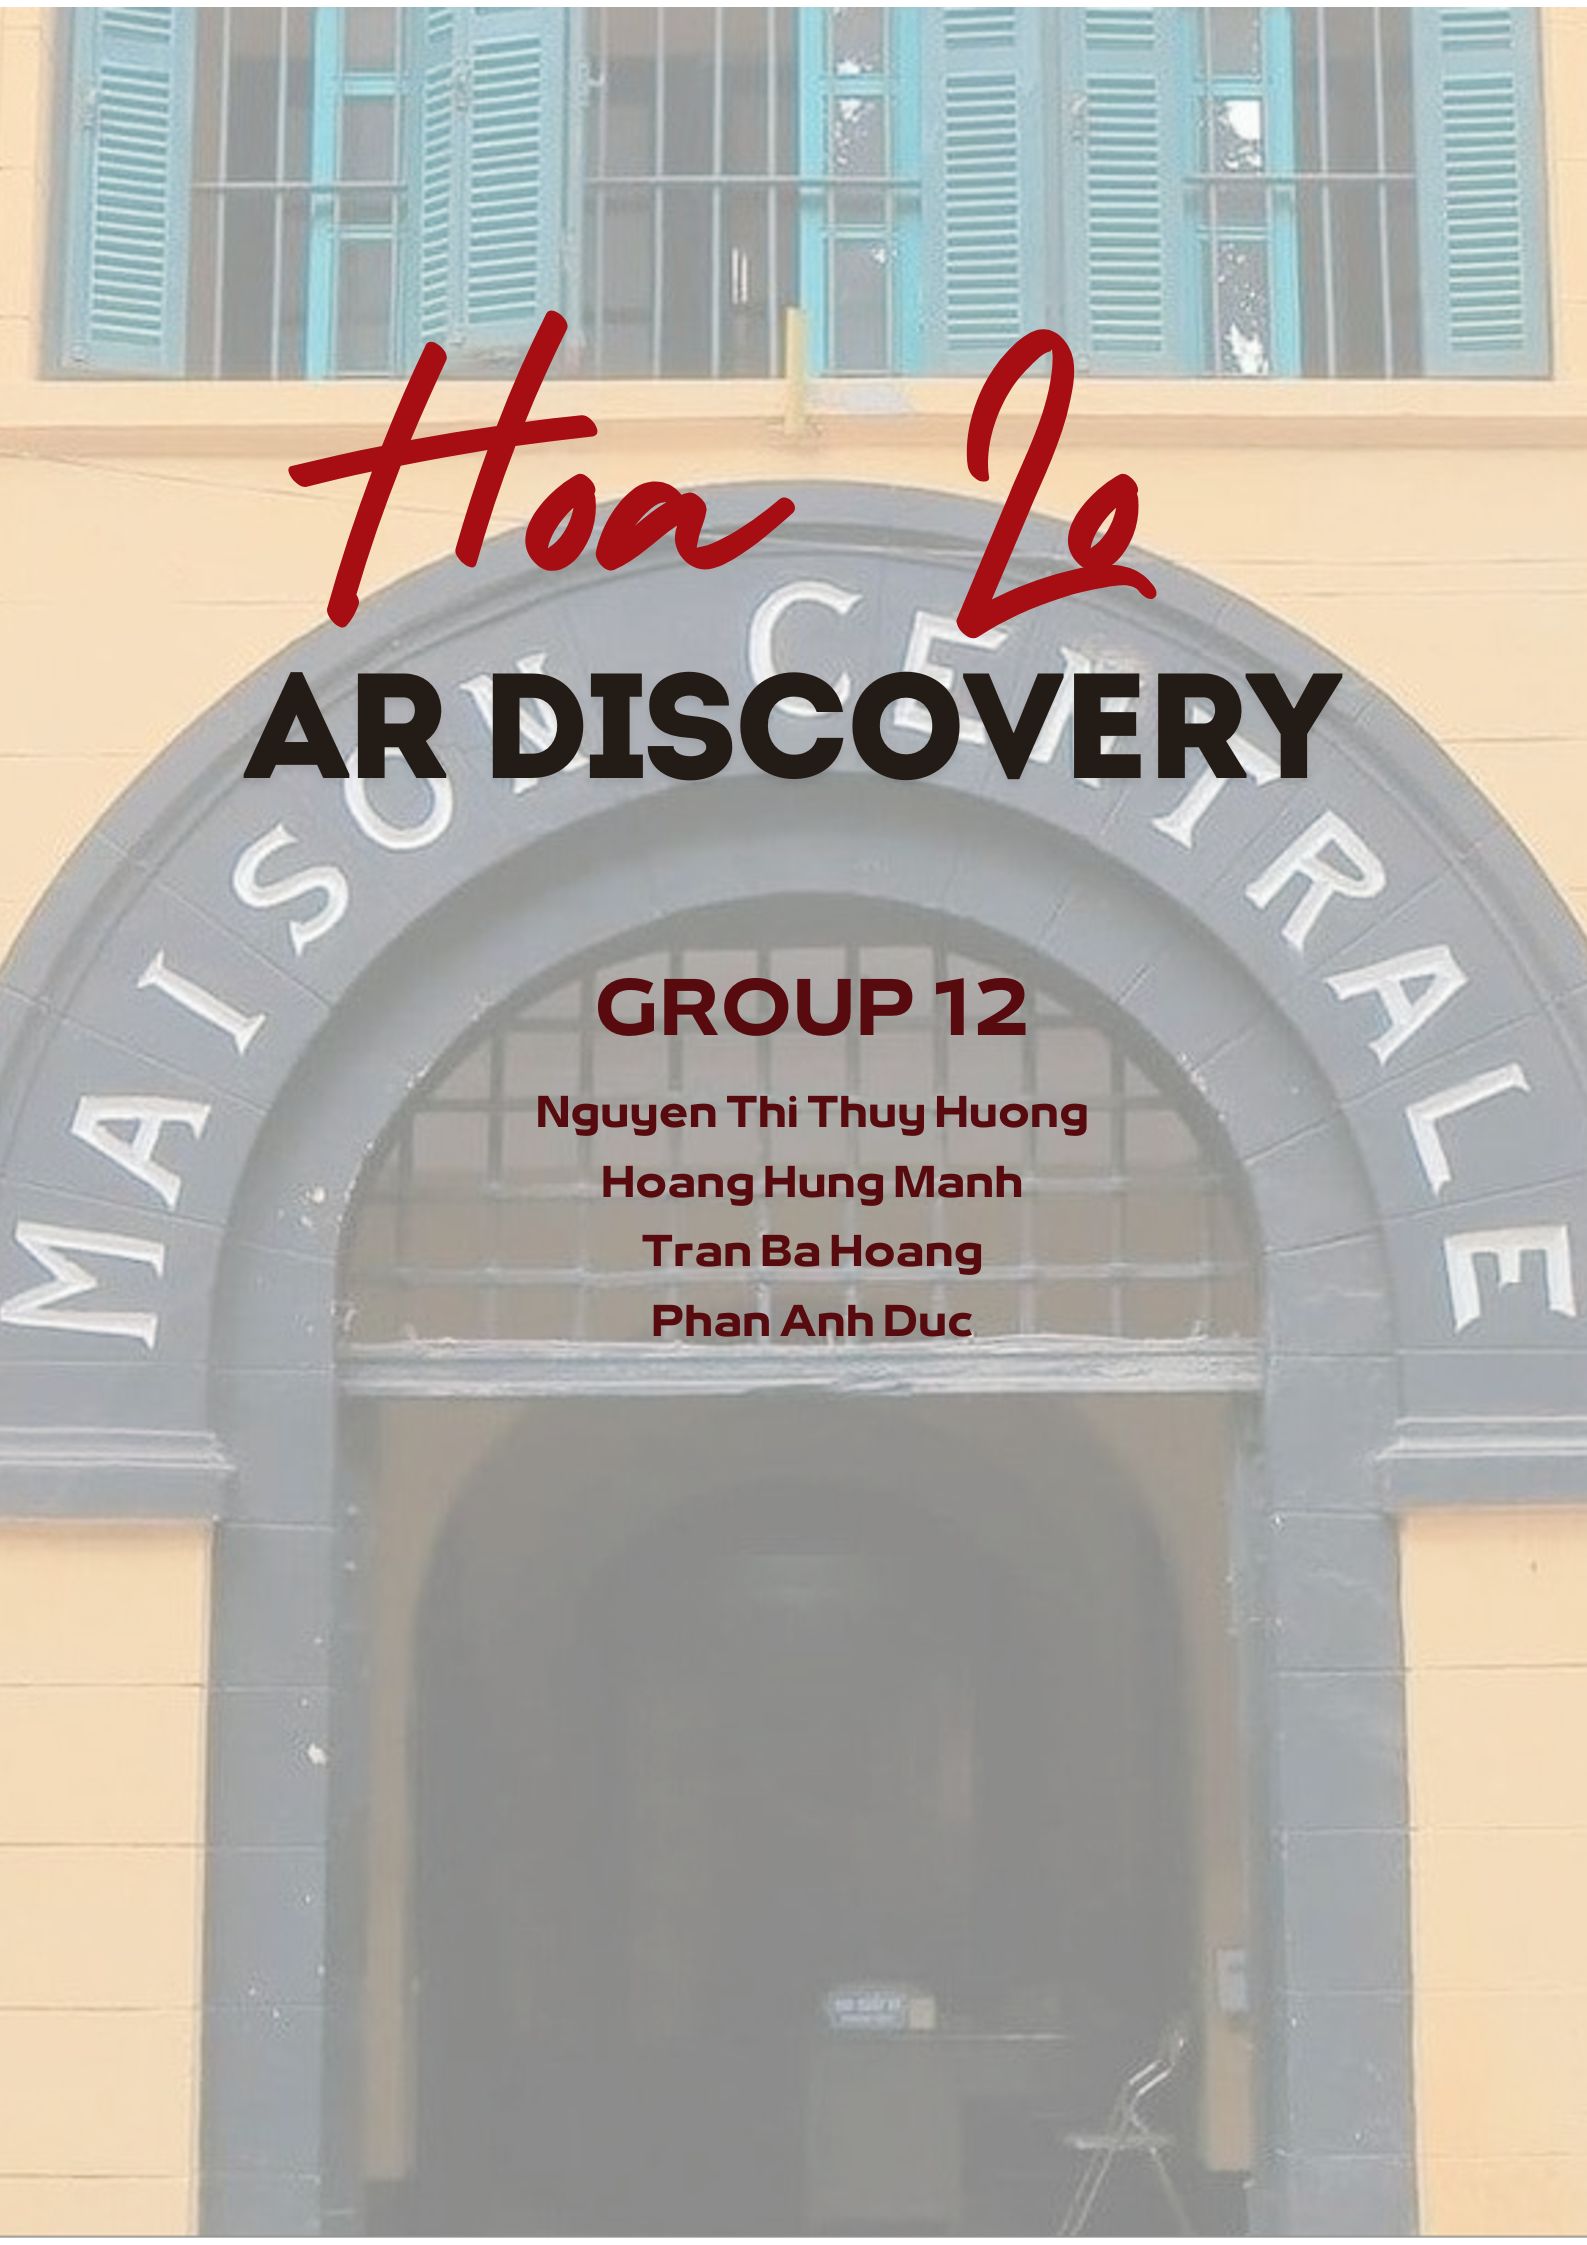 Hoa Lo
AR DISCOVERY
MAISON CENTRALE
GROUP 12
Nguyen Thi Thuy Huong
Hoang Hung Manh
Tran Ba Hoang
Phan Anh Duc